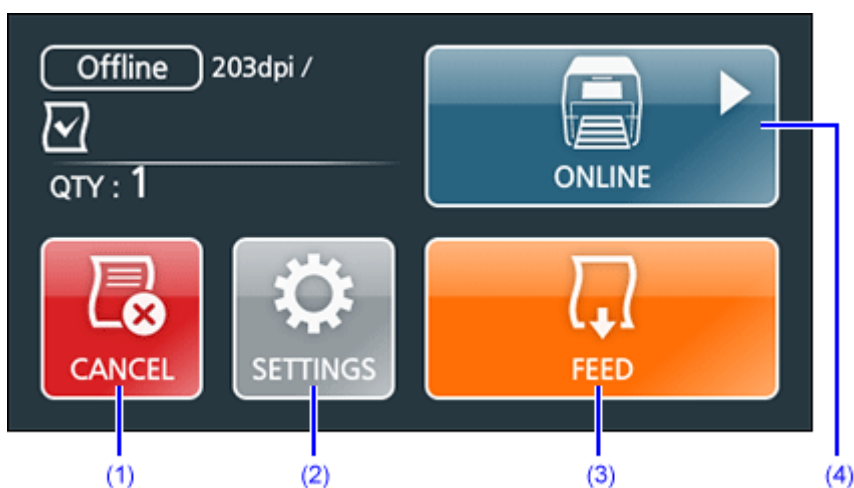 Offline 203dpi /
QTY : 1
ONLINE
CANCEL
SETTINGS
FEED
(1)
(2)
(3)
(4)